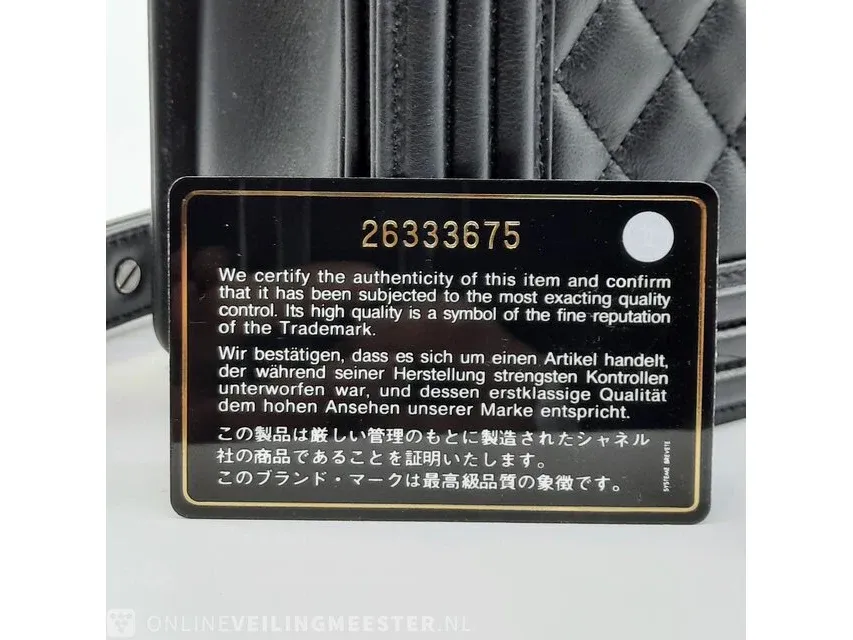 26333675
We certify the authenticity of this item and confirm
that it has been subjected to the most exacting quality
control. Its high quality is a symbol of the fine reputation
of the Trademark.
Wir bestätigen, dass es sich um einen Artikel handelt,
der während seiner Herstellung strengsten Kontrollen
unterworfen war, und dessen erstklassige Qualität
dem hohen Ansehen unserer Marke entspricht.
この製品は厳しい管理のもとに製造されたシャネル
社の商品であることを証明いたします。
このブランド・マークは最高級品質の象徴です。
ONLINEVEILINGMEESTER.NL